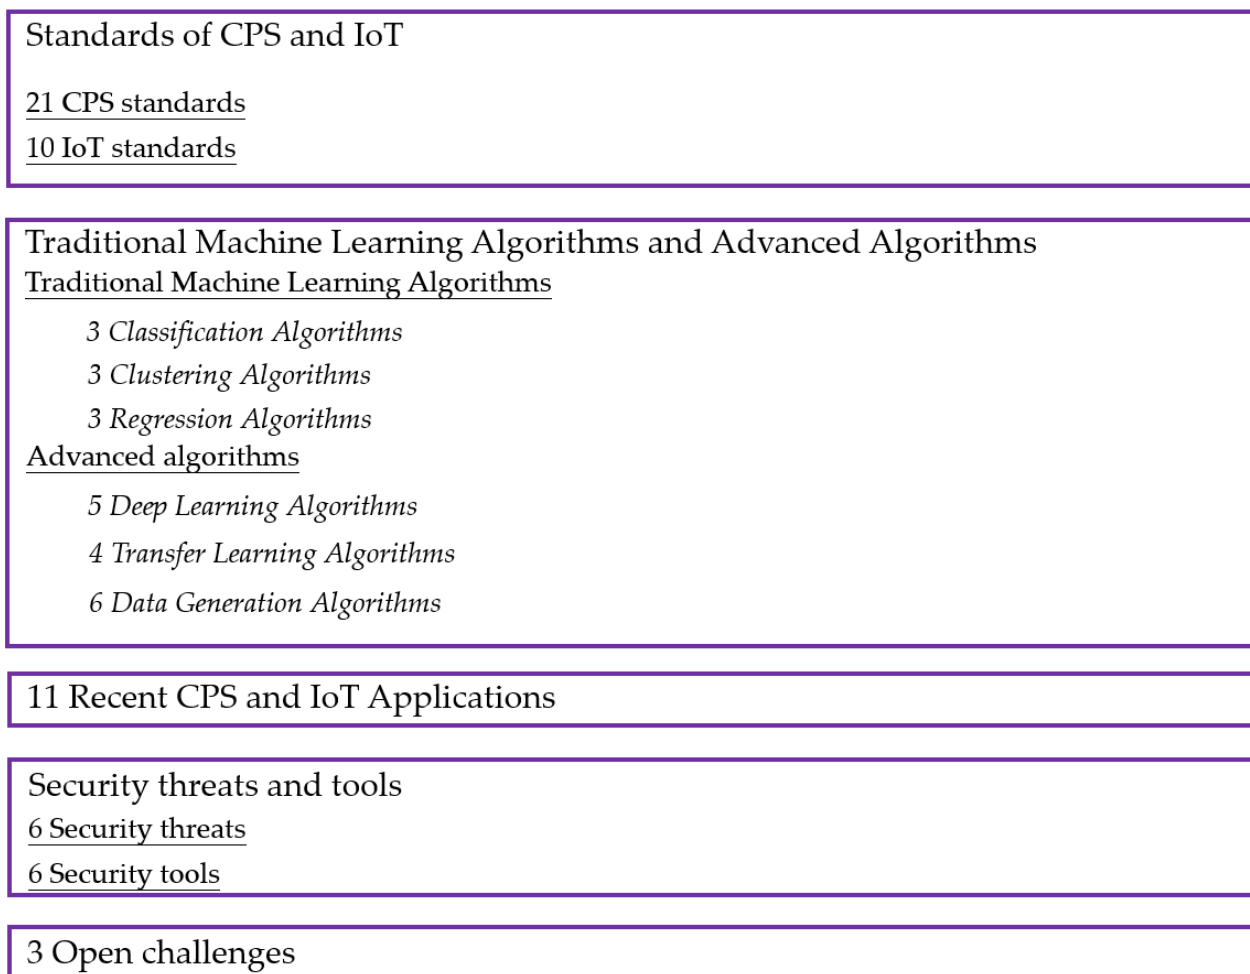 Standards of CPS and IoT
21 CPS standards
10 IoT standards
Traditional Machine Learning Algorithms and Advanced Algorithms
Traditional Machine Learning Algorithms
3 Classification Algorithms
3 Clustering Algorithms
3 Regression Algorithms
Advanced algorithms
5 Deep Learning Algorithms
4 Transfer Learning Algorithms
6 Data Generation Algorithms
11 Recent CPS and IoT Applications
Security threats and tools
6 Security threats
6 Security tools
3 Open challenges